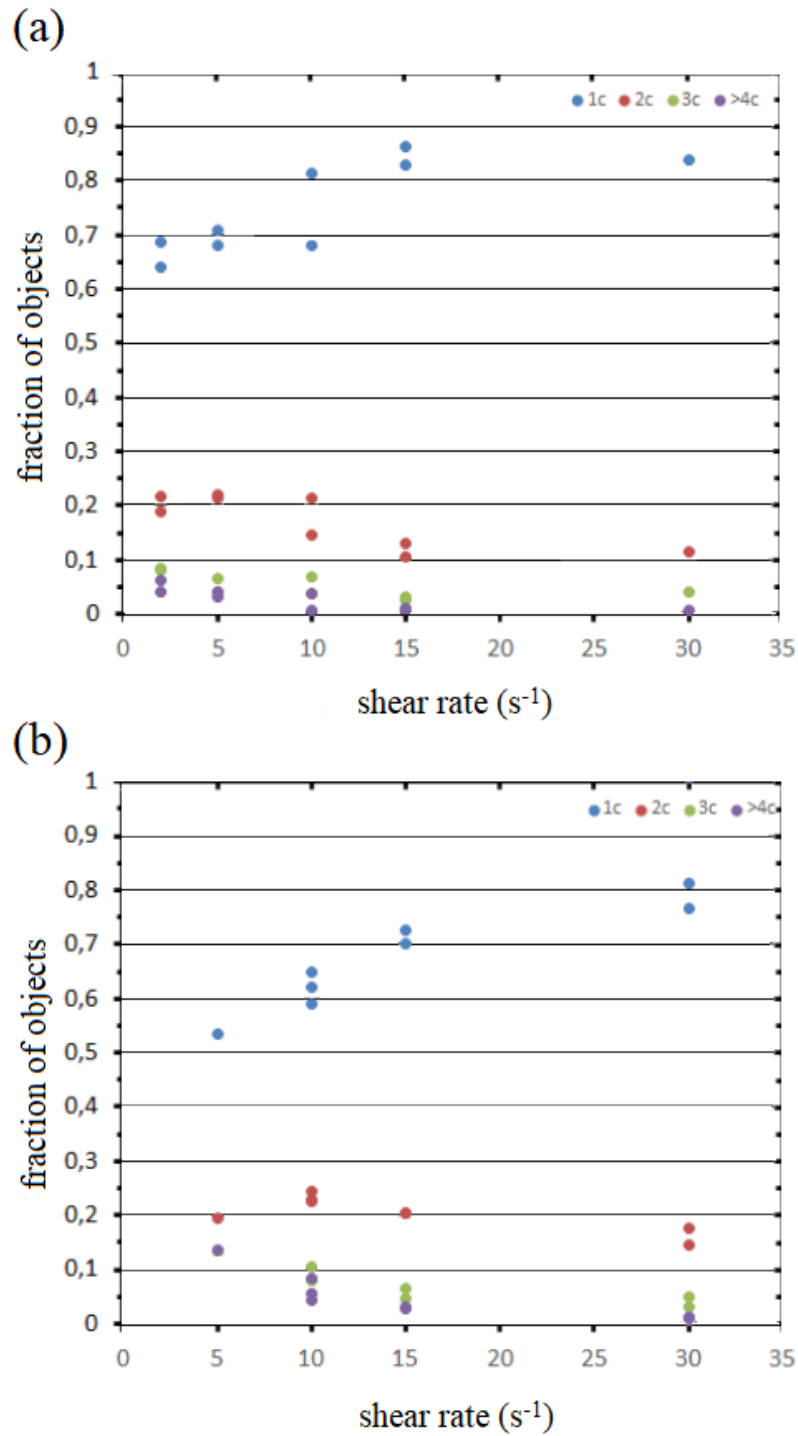 (a)
1
1c 2c 3c >4c
0,9
0,8
0,7
0,6
0,5
0,4
0,3
0,2
0,1
0
fraction of objects
0 5 10 15 20 25 30 35
shear rate (s-1)
(b)
1
1c 2c 3c >4c
0,9
0,8
0,7
0,6
0,5
0,4
0,3
0,2
0,1
0
fraction of objects
0 5 10 15 20 25 30 35
shear rate (s-1)